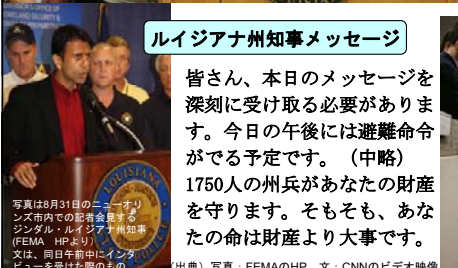 ルイジアナ州知事メッセージ
皆さん、本日のメッセージを
深刻に受け取る必要がありま
す。今日の午後には避難命令
がでる予定です。（中略）
1750人の州兵があなたの財産
を守ります。そもそも、あな
たの命は財産より大事です。
写真は8月31日のニューオリ
ンズ市内での記者会見する
ジンダル・ルイジアナ州知事
(FEMA HPより)
文は、同日午前中にインタ
ビューを受けた際のもの
（出典）写真：FEMAのHP、文：CNNのビデオ映像
LOUISIANA